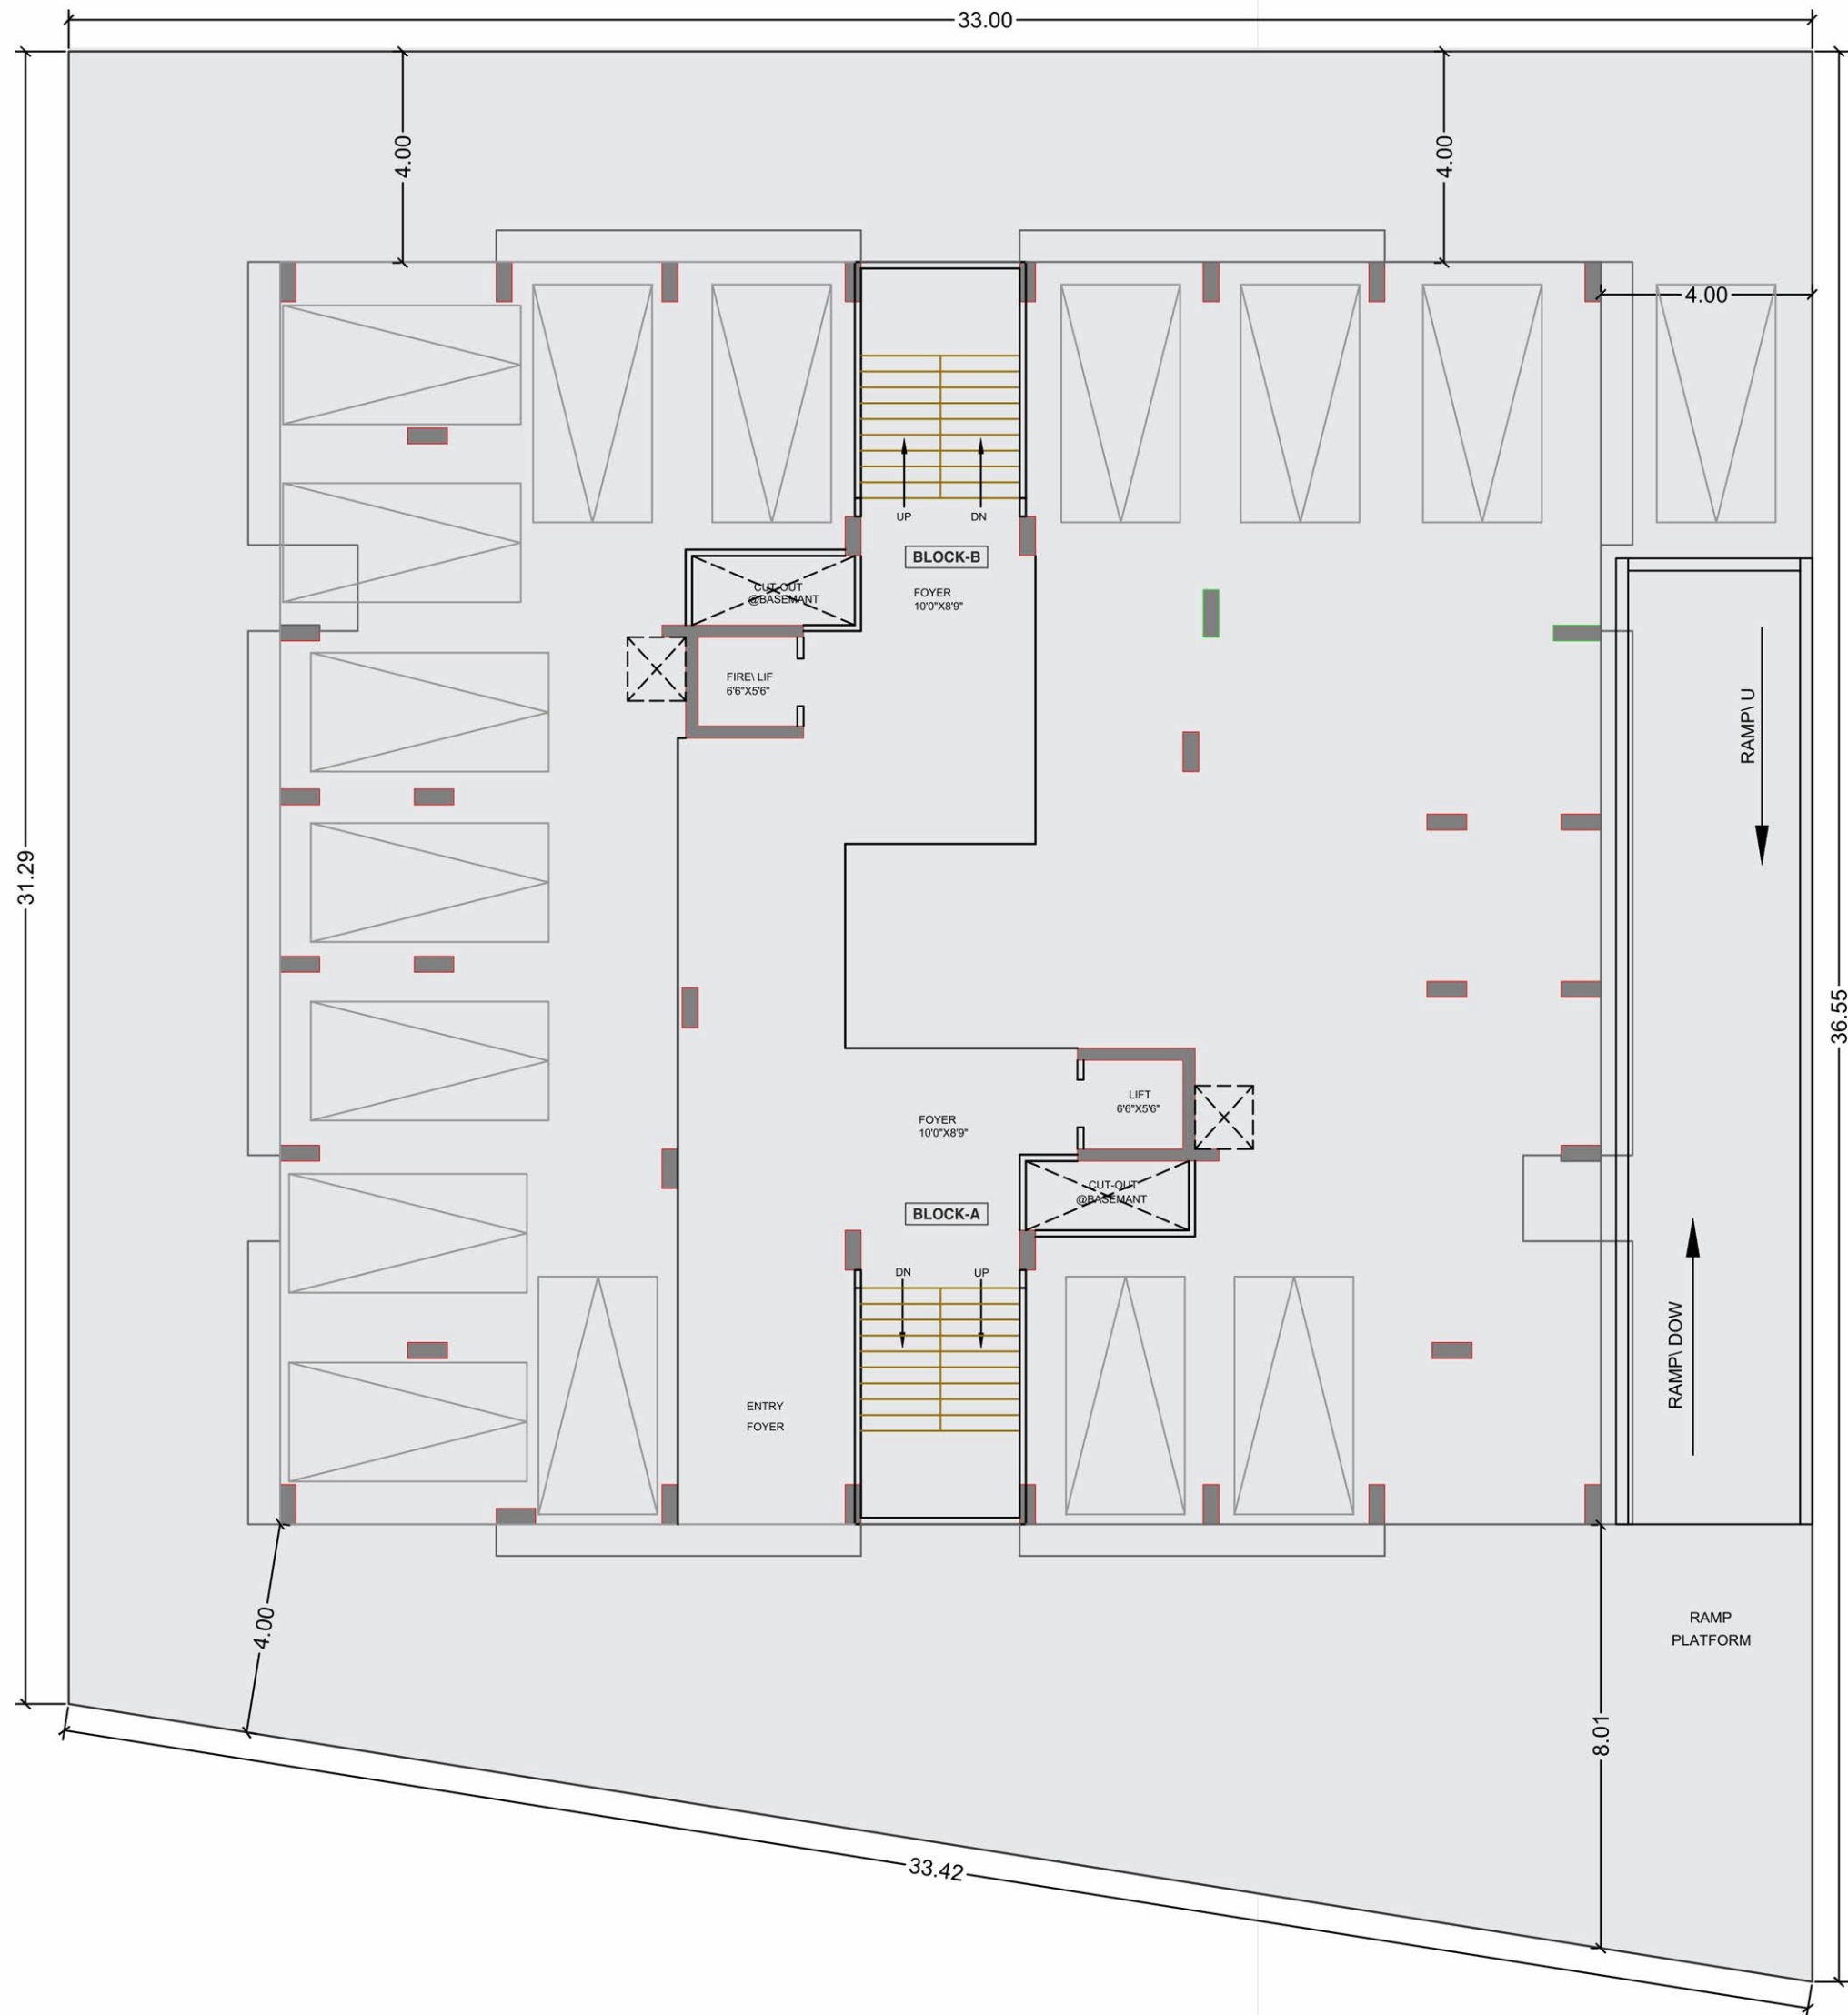 33.00
4.00
4.00
4.00
UP
DN
BLOCK-B
CUT-OUT
@BASEMANT
FOYER
10'0"X8'9"
FIRE\ LIF
6'6"X5'6"
RAMP\ U
31.29
36.55
LIFT
6'6"X5'6"
FOYER
10'0"X8'9"
CUT-OUT
@BASEMANT
BLOCK-A
DN
UP
RAMP\ DOW
ENTRY
FOYER
4.00
RAMP
PLATFORM
8.01
33.42